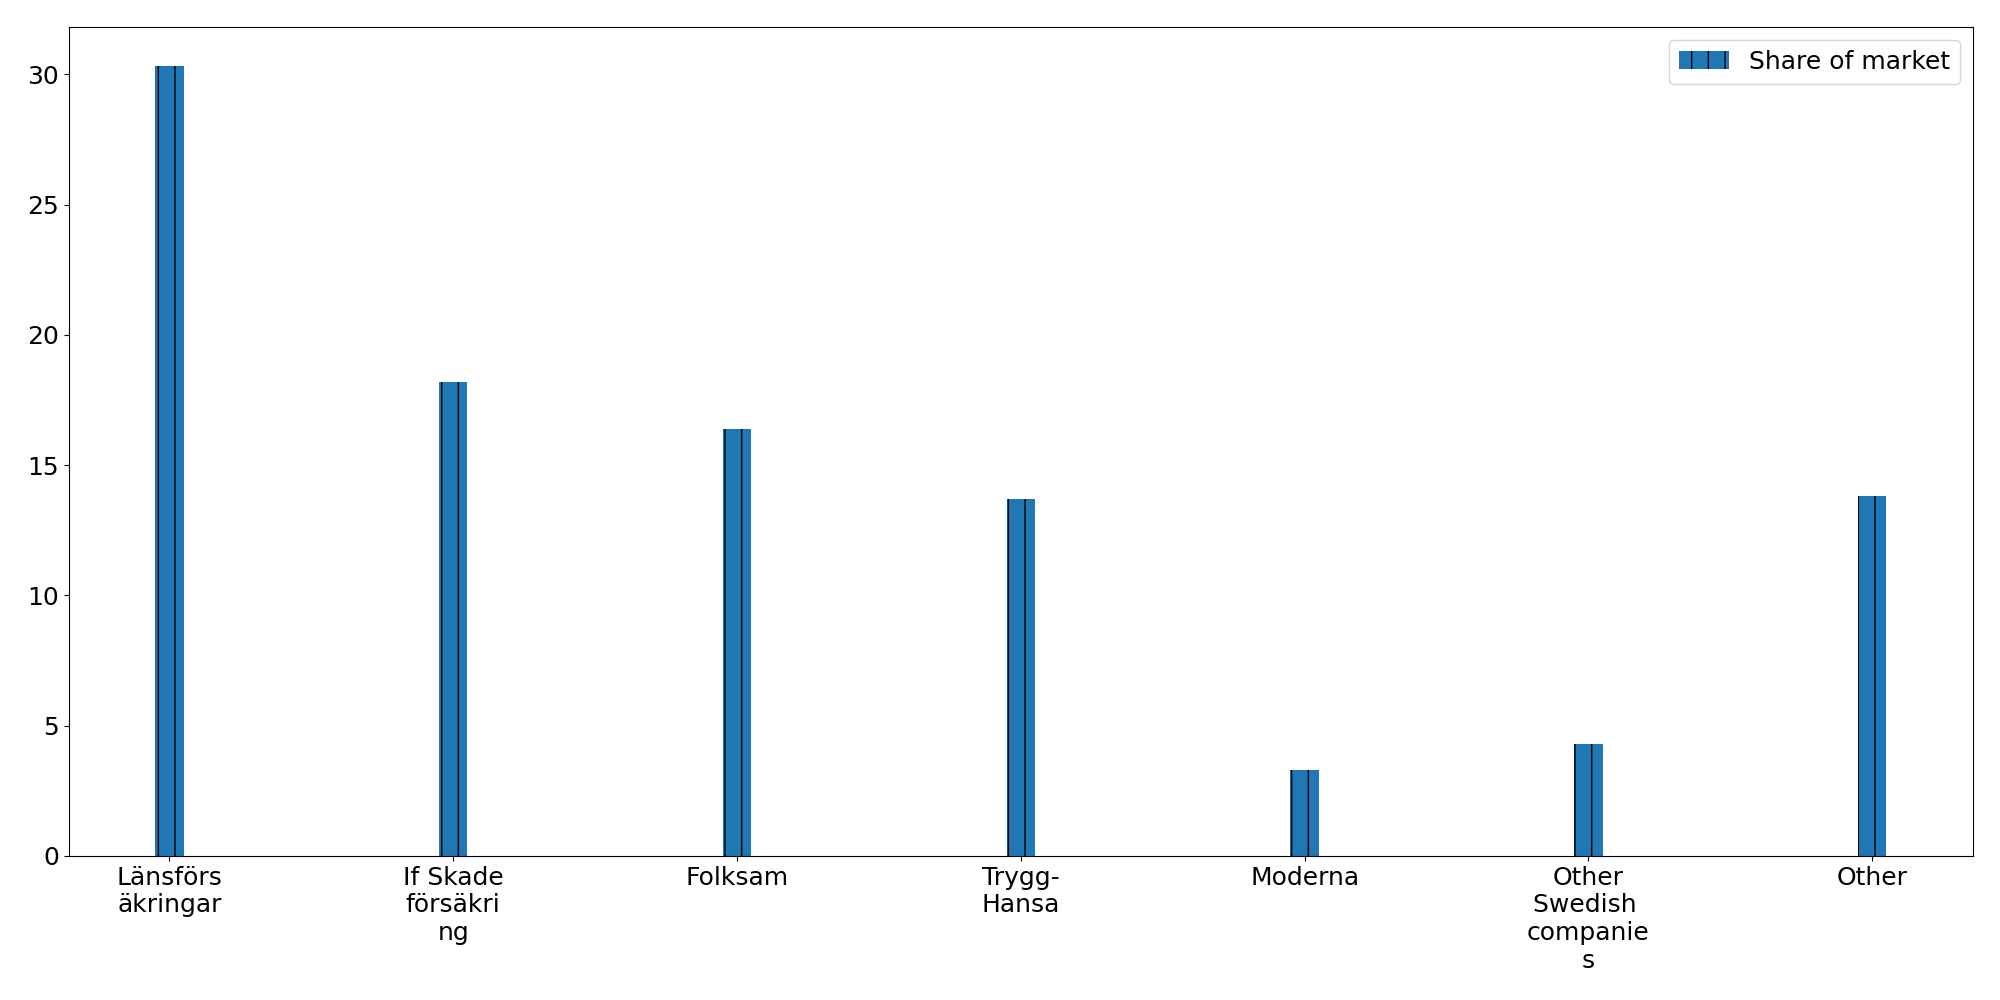 Share of market
30
25
20
15
10
5
0
Länsförs
äkringar
If Skade
försäkri
ng
Folksam
Trygg-
Hansa
Moderna
Other
Swedish
companie
s
Other